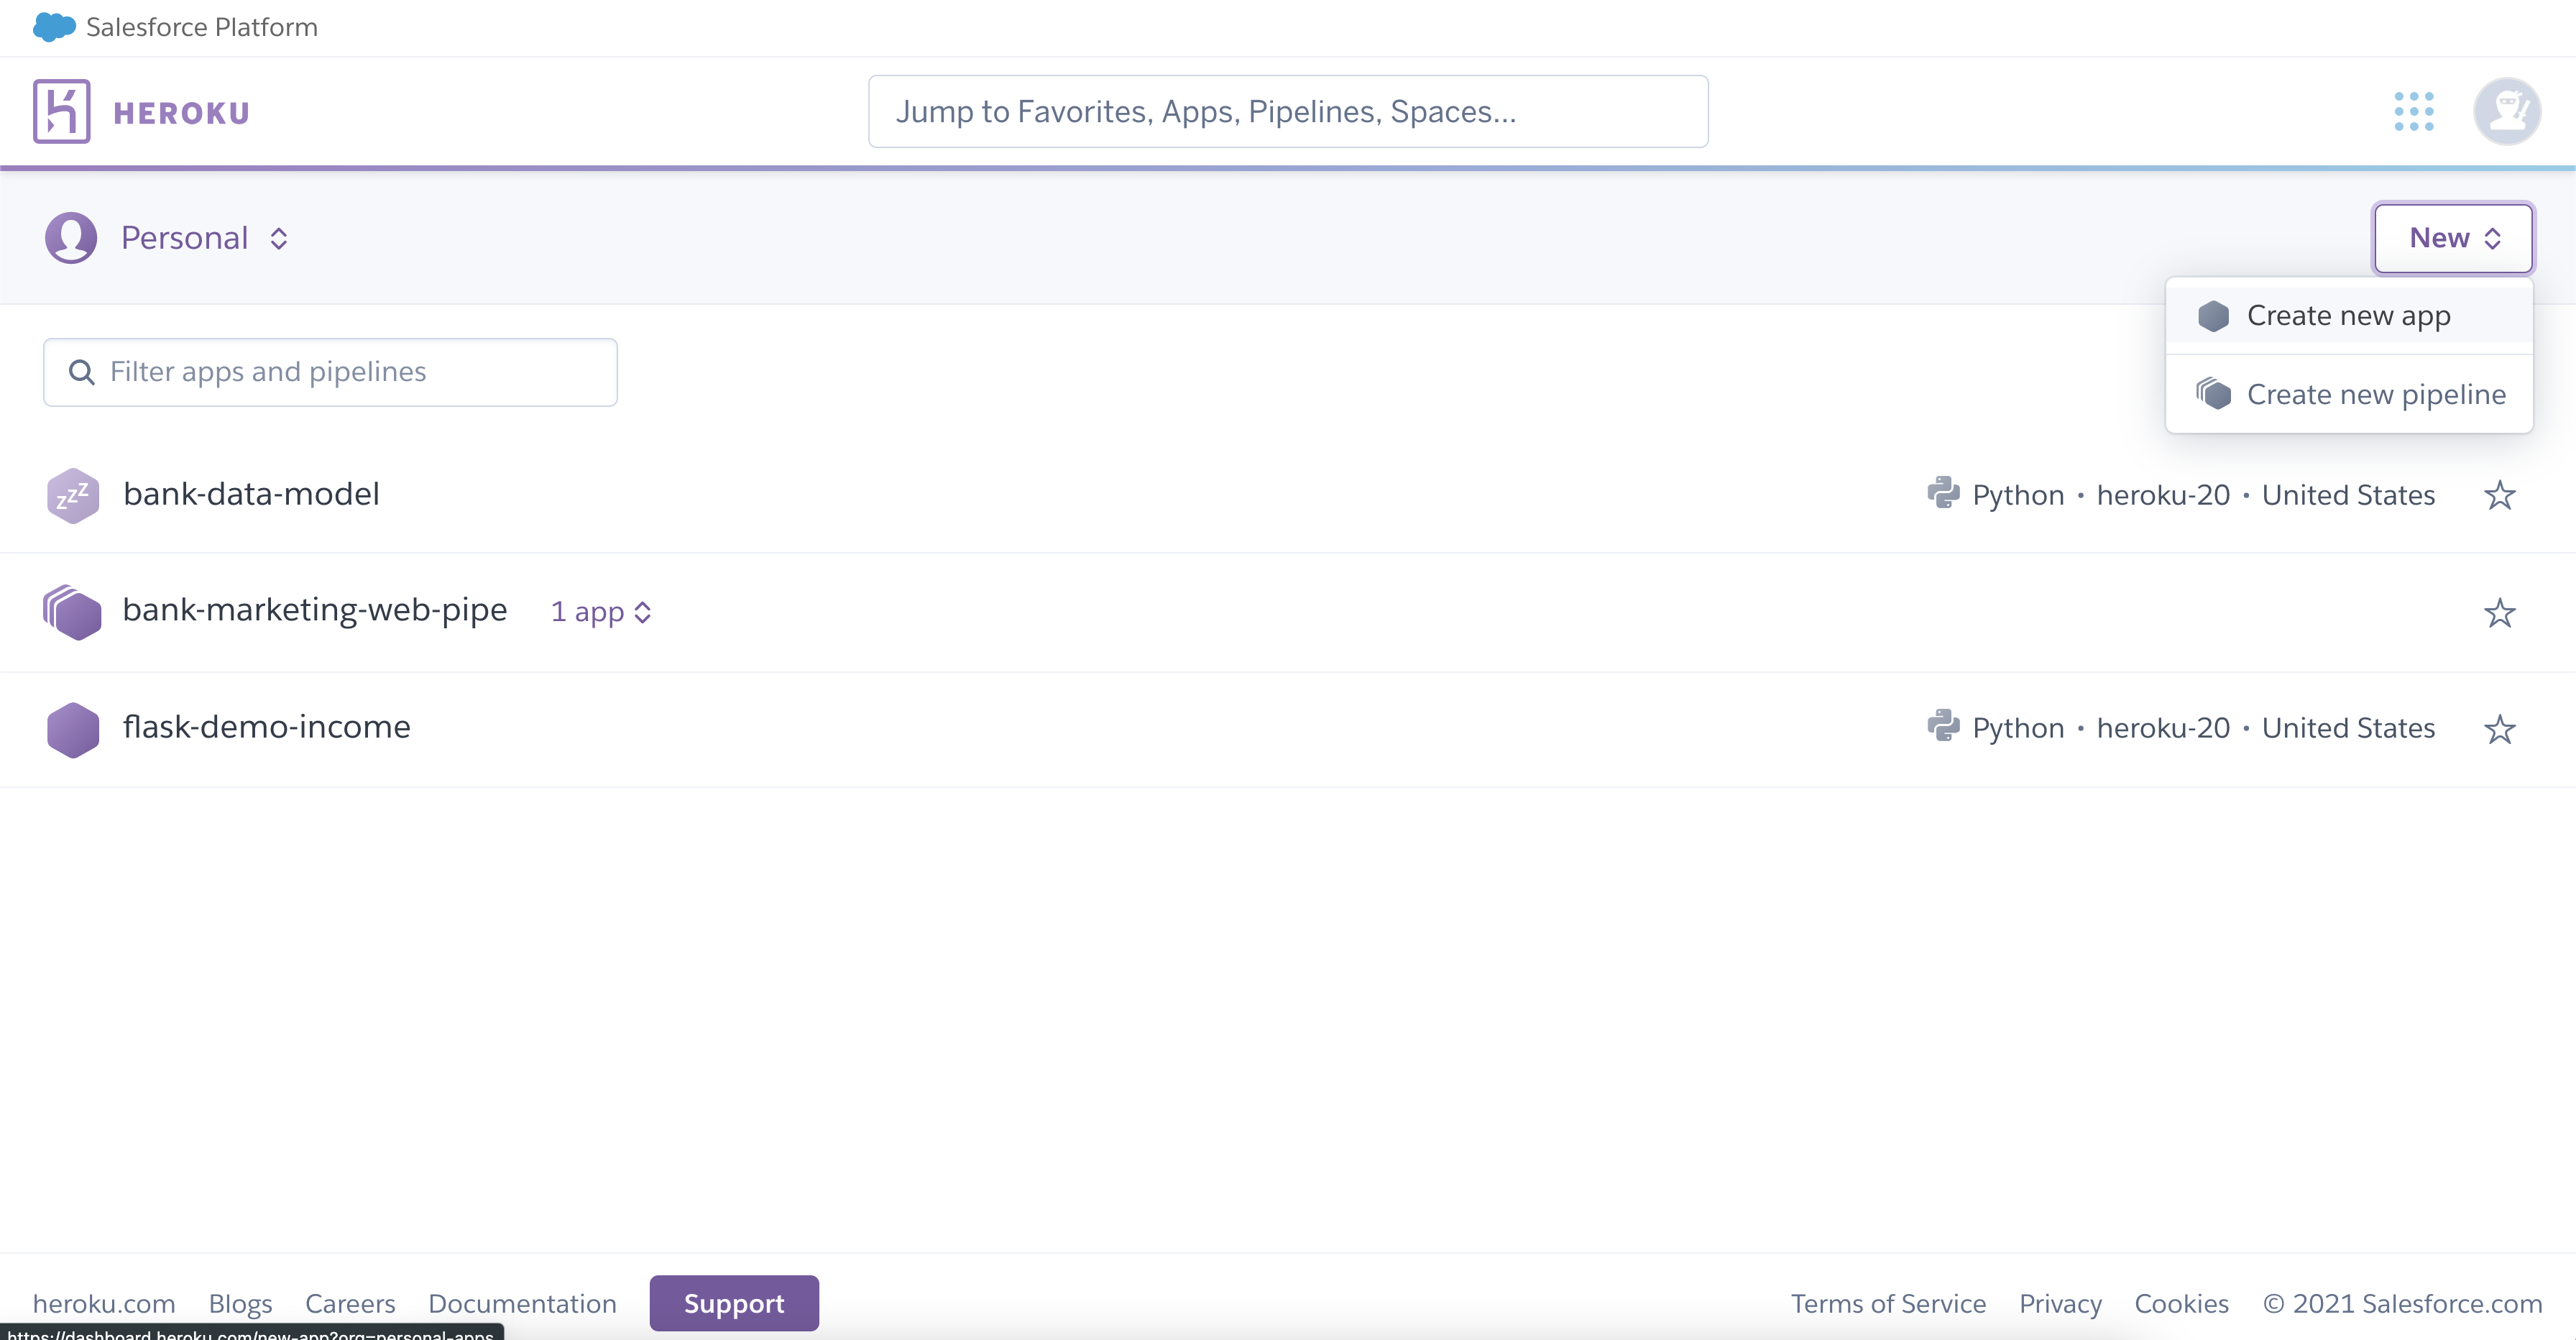 Salesforce Platform
HEROKU
Jump to Favorites, Apps, Pipelines, Spaces...
Personal
New
Create new app
Create new pipeline
Filter apps and pipelines
zzZ bank-data-model Python • heroku-20 • United States
bank-marketing-web-pipe 1 app
flask-demo-income Python • heroku-20 • United States
heroku.com Blogs Careers Documentation Support Terms of Service Privacy Cookies © 2021 Salesforce.com
https://dashboard.heroku.com/new-app?org=personal-apps